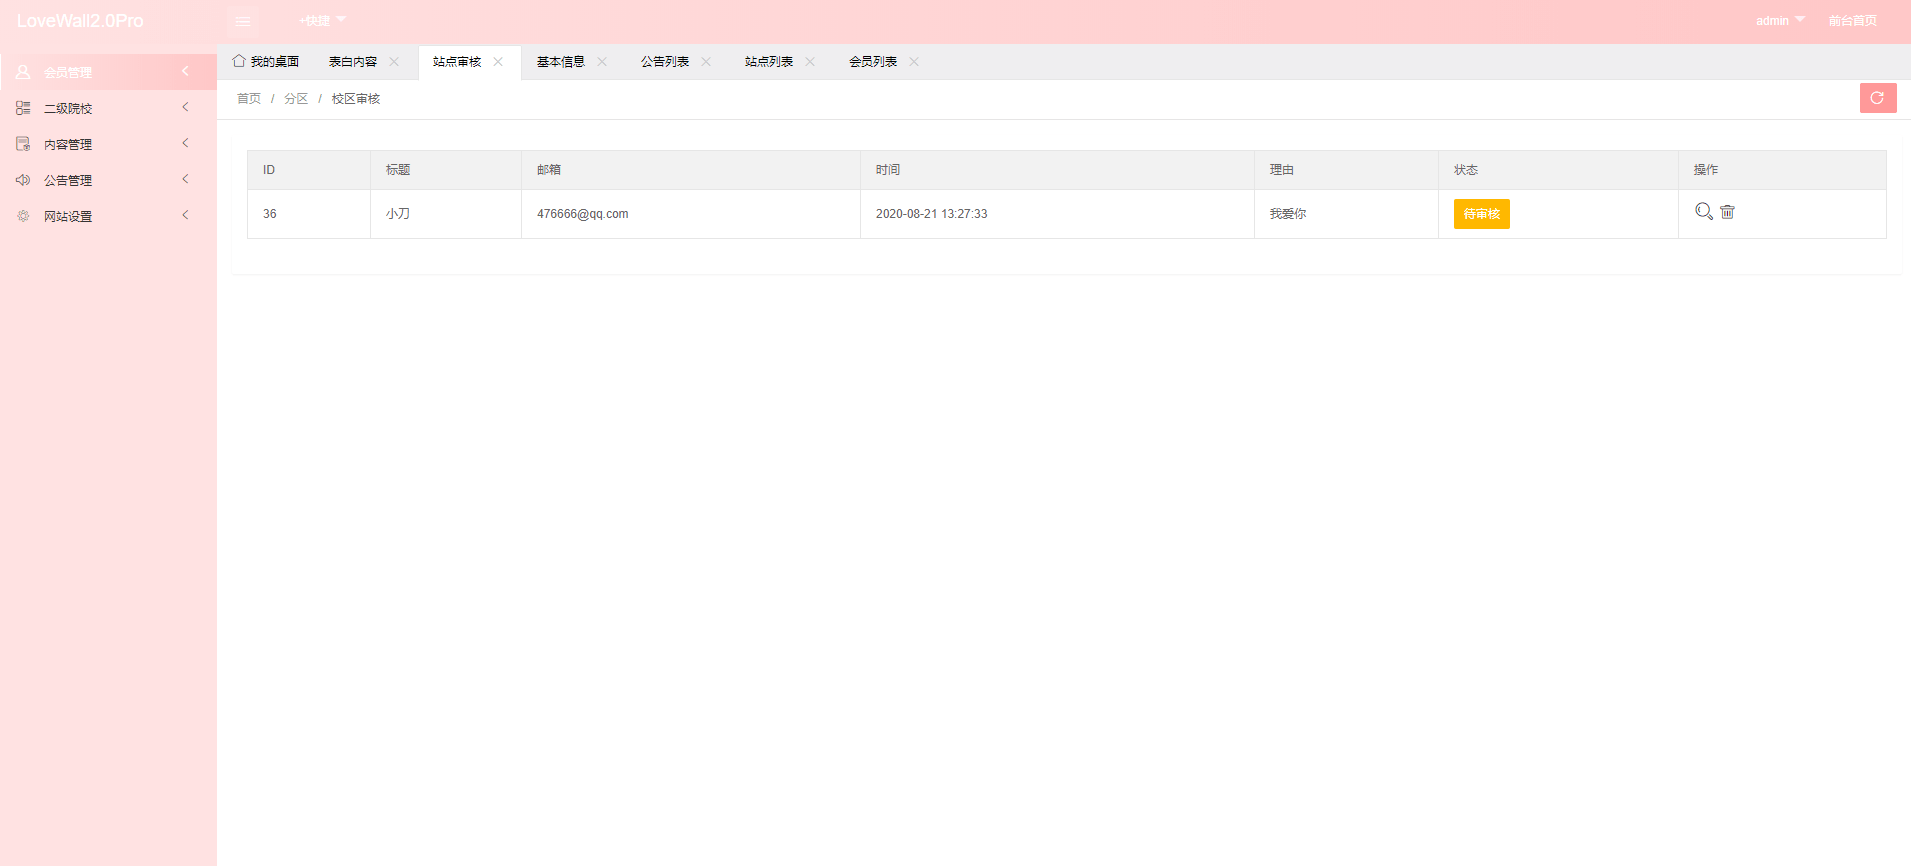 LoveWall2.0Pro +快捷 admin 前台首页
会员管理
二级院校
内容管理
公告管理
网站设置
我的桌面 表白内容 站点审核 基本信息 公告列表 站点列表 会员列表
首页 / 分区 / 校区审核
ID 标题 邮箱 时间 理由 状态 操作
36 小刀 476666@qq.com 2020-08-21 13:27:33 我爱你 待审核